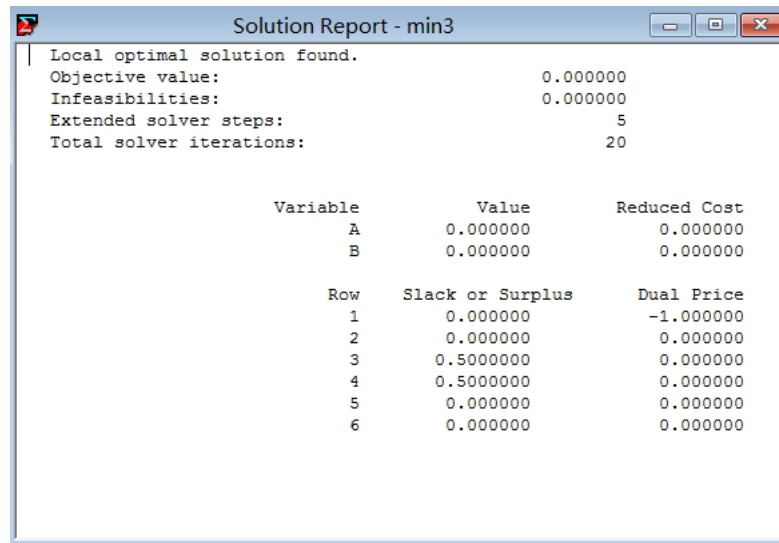 Solution Report - min3
Local optimal solution found.
Objective value: 0.000000
Infeasibilities: 0.000000
Extended solver steps: 5
Total solver iterations: 20
Variable Value Reduced Cost
A 0.000000 0.000000
B 0.000000 0.000000
Row Slack or Surplus Dual Price
1 0.000000 -1.000000
2 0.000000 0.000000
3 0.5000000 0.000000
4 0.5000000 0.000000
5 0.000000 0.000000
6 0.000000 0.000000